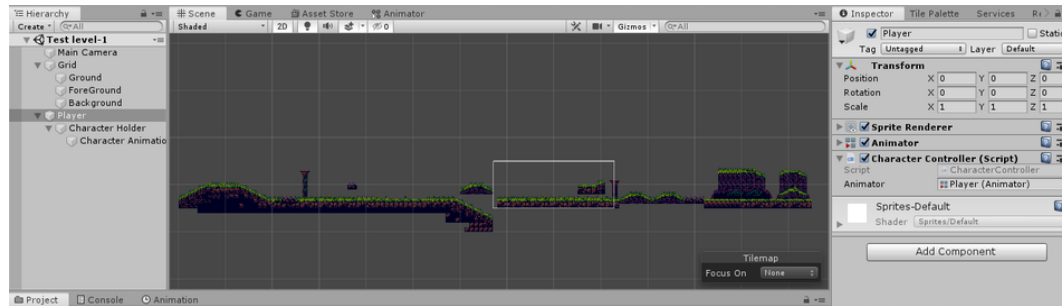 Hierarchy
Create
All
Test level-1
Main Camera
Grid
Ground
ForeGround
Background
Player
Character Holder
Character Animatio
Scene
Game
Asset Store
Animator
Shaded
2D
0
Gizmos
All
Tilemap
Focus On None
Inspector
Tile Palette
Services
Player
Static
Tag Untagged Layer Default
Transform
Position X 0 Y 0 Z 0
Rotation X 0 Y 0 Z 0
Scale X 1 Y 1 Z 1
Sprite Renderer
Animator
Character Controller (Script)
Script CharacterController
Animator Player (Animator)
Sprites-Default
Shader Sprites/Default
Add Component
Project
Console
Animation